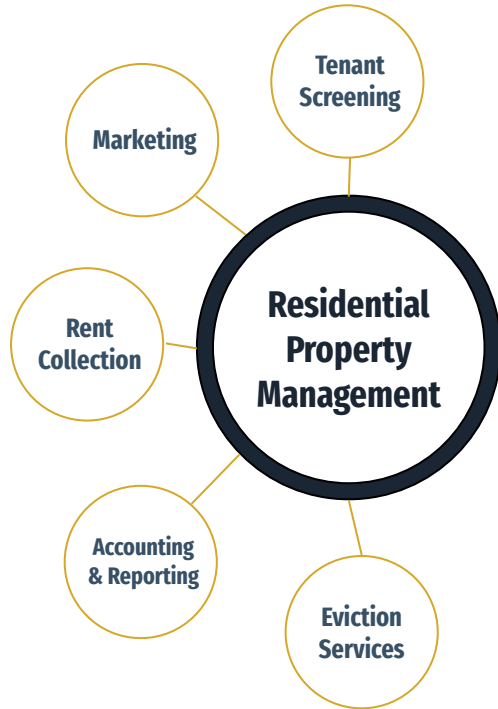 Tenant
Screening
Marketing
Residential
Property
Management
Rent
Collection
Accounting
& Reporting
Eviction
Services